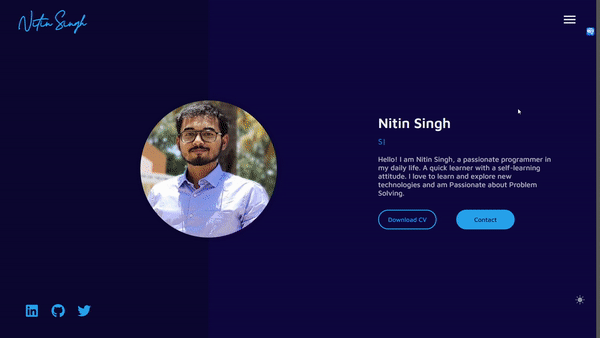 Nitin Singh
Nitin Singh
SI
Hello! I am Nitin Singh, a passionate programmer in
my daily life. A quick learner with a self-learning
attitude. I love to learn and explore new
technologies and am Passionate about Problem
Solving.
Download CV
Contact